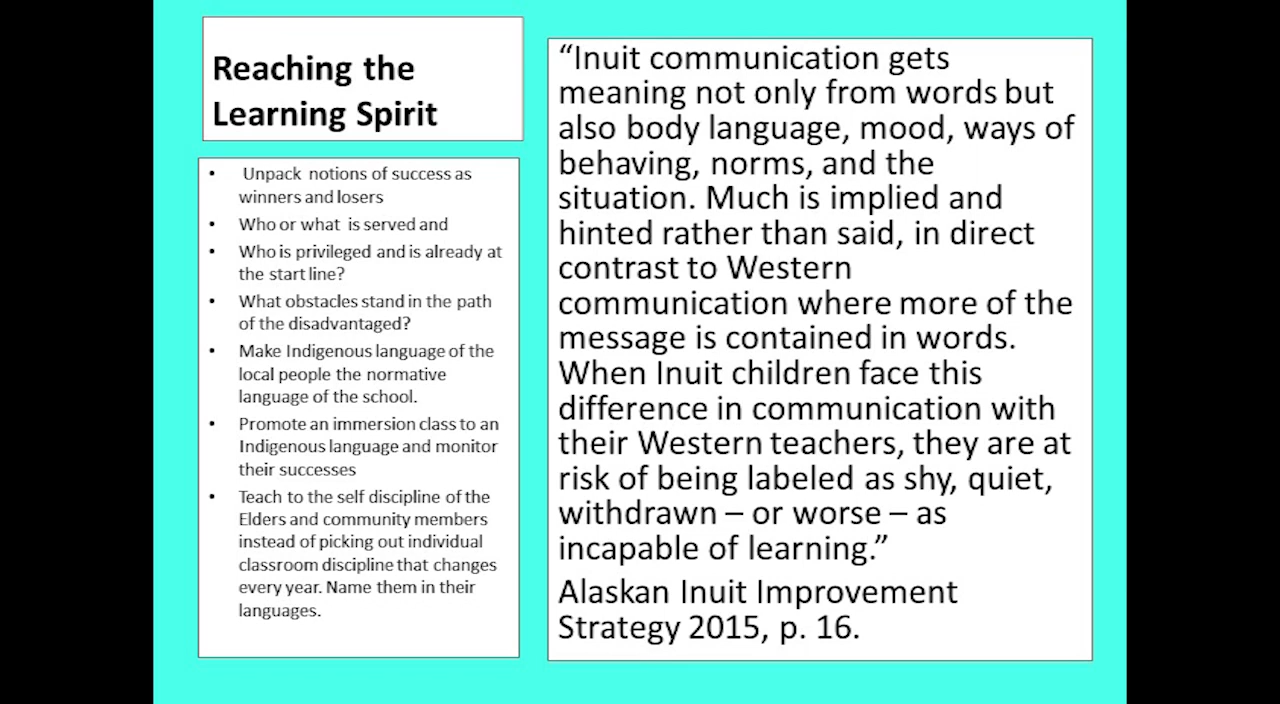 Reaching the
Learning Spirit
• Unpack notions of success as
winners and losers
• Who or what is served and
• Who is privileged and is already at
the start line?
• What obstacles stand in the path
of the disadvantaged?
• Make Indigenous language of the
local people the normative
language of the school.
• Promote an immersion class to an
Indigenous language and monitor
their successes
• Teach to the self discipline of the
Elders and community members
instead of picking out individual
classroom discipline that changes
every year. Name them in their
languages.
“Inuit communication gets
meaning not only from words but
also body language, mood, ways of
behaving, norms, and the
situation. Much is implied and
hinted rather than said, in direct
contrast to Western
communication where more of the
message is contained in words.
When Inuit children face this
difference in communication with
their Western teachers, they are at
risk of being labeled as shy, quiet,
withdrawn – or worse – as
incapable of learning.”
Alaskan Inuit Improvement
Strategy 2015, p. 16.